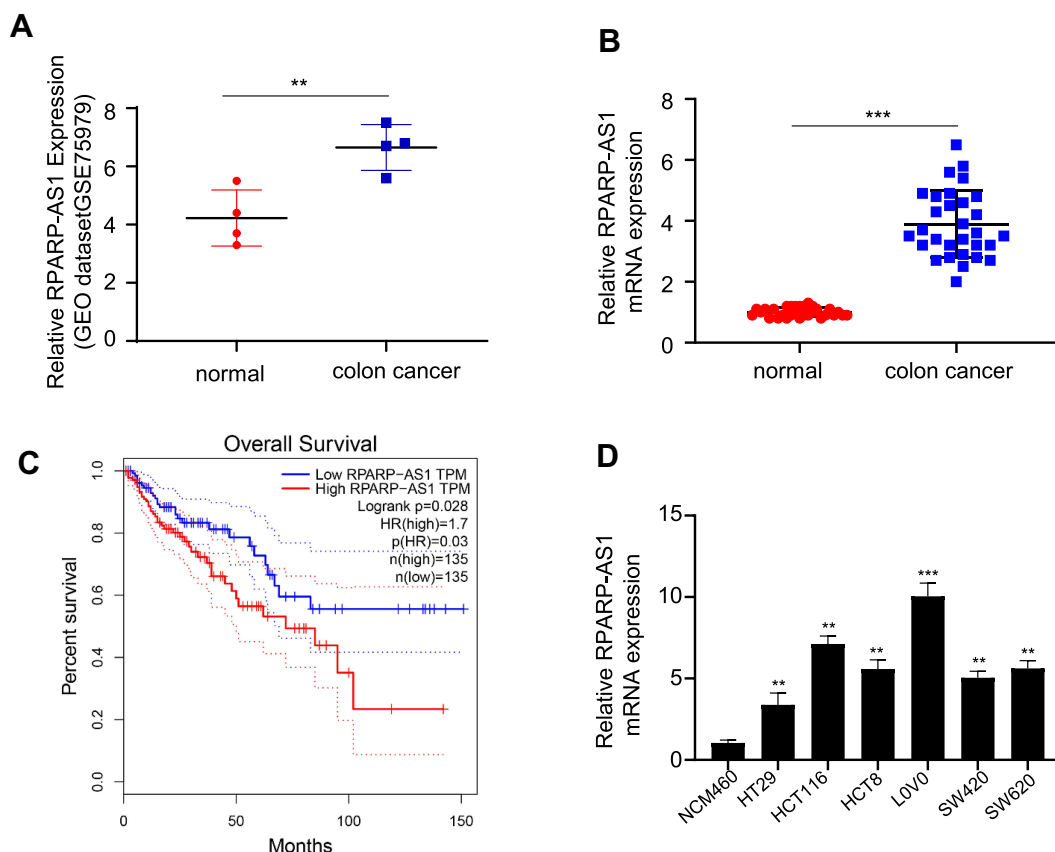 A
Relative RPARP-AS1 Expression
(GEO datasetGSE75979)
**
8
6
4
2
0
normal
colon cancer
B
Relative RPARP-AS1
mRNA expression
***
8
6
4
2
0
normal
colon cancer
C
Overall Survival
Low RPARP−AS1 TPM
High RPARP−AS1 TPM
Logrank p=0.028
HR(high)=1.7
p(HR)=0.03
n(high)=135
n(low)=135
Percent survival
1.0
0.8
0.6
0.4
0.2
0.0
0
50
100
150
Months
D
Relative RPARP-AS1
mRNA expression
15
10
5
0
**
**
**
***
**
**
NCM460
HT29
HCT116
HCT8
L0V0
SW420
SW620